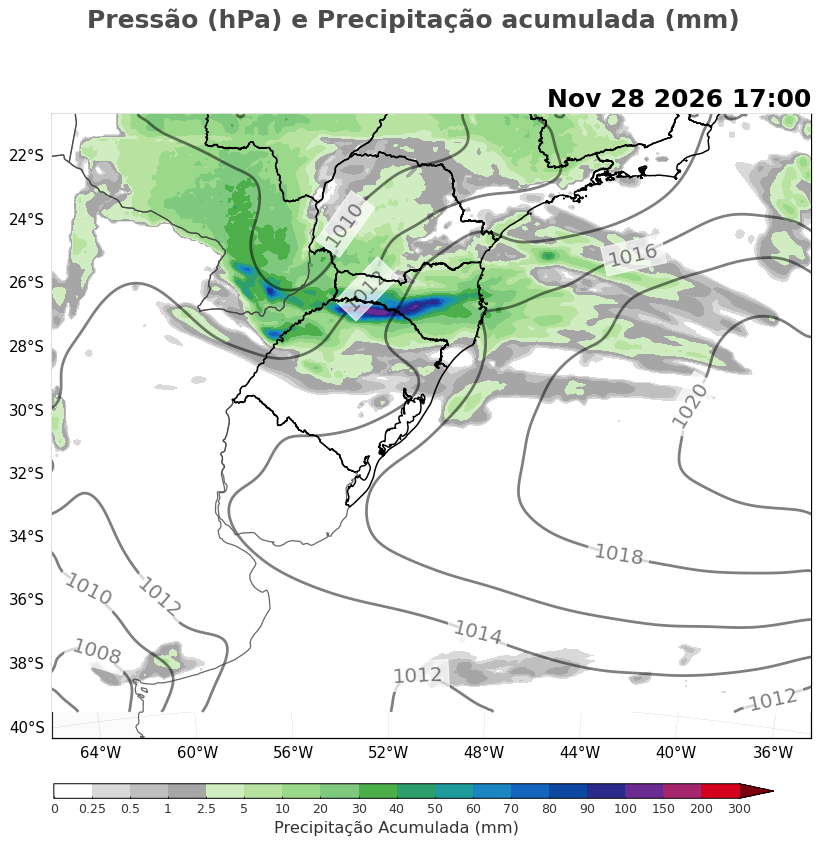 Pressão (hPa) e Precipitação acumulada (mm)
Nov 28 2026 17:00
22°S
24°S
1010
1016
26°S
1012
28°S
1020
30°S
32°S
34°S
1018
1010
1012
36°S
1014
1008
38°S
1012
1012
40°S
64°W 60°W 56°W 52°W 48°W 44°W 40°W 36°W
0 0.25 0.5 1 2.5 5 10 20 30 40 50 60 70 80 90 100 150 200 300
Precipitação Acumulada (mm)